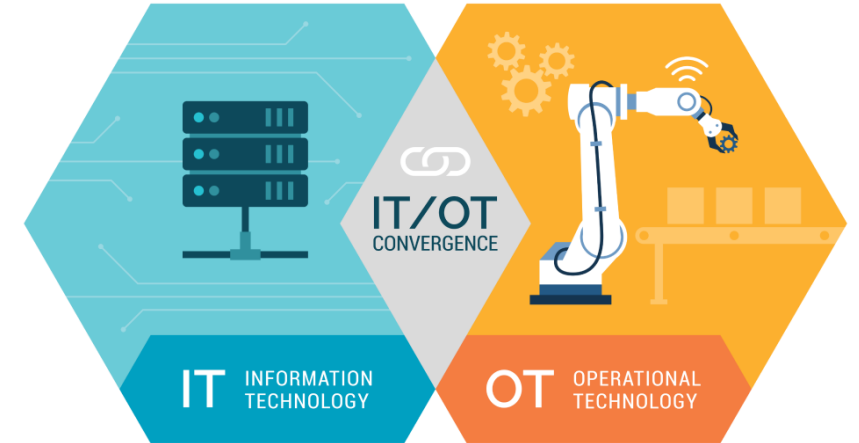 IT/OT
CONVERGENCE
IT
INFORMATION
TECHNOLOGY
OT
OPERATIONAL
TECHNOLOGY